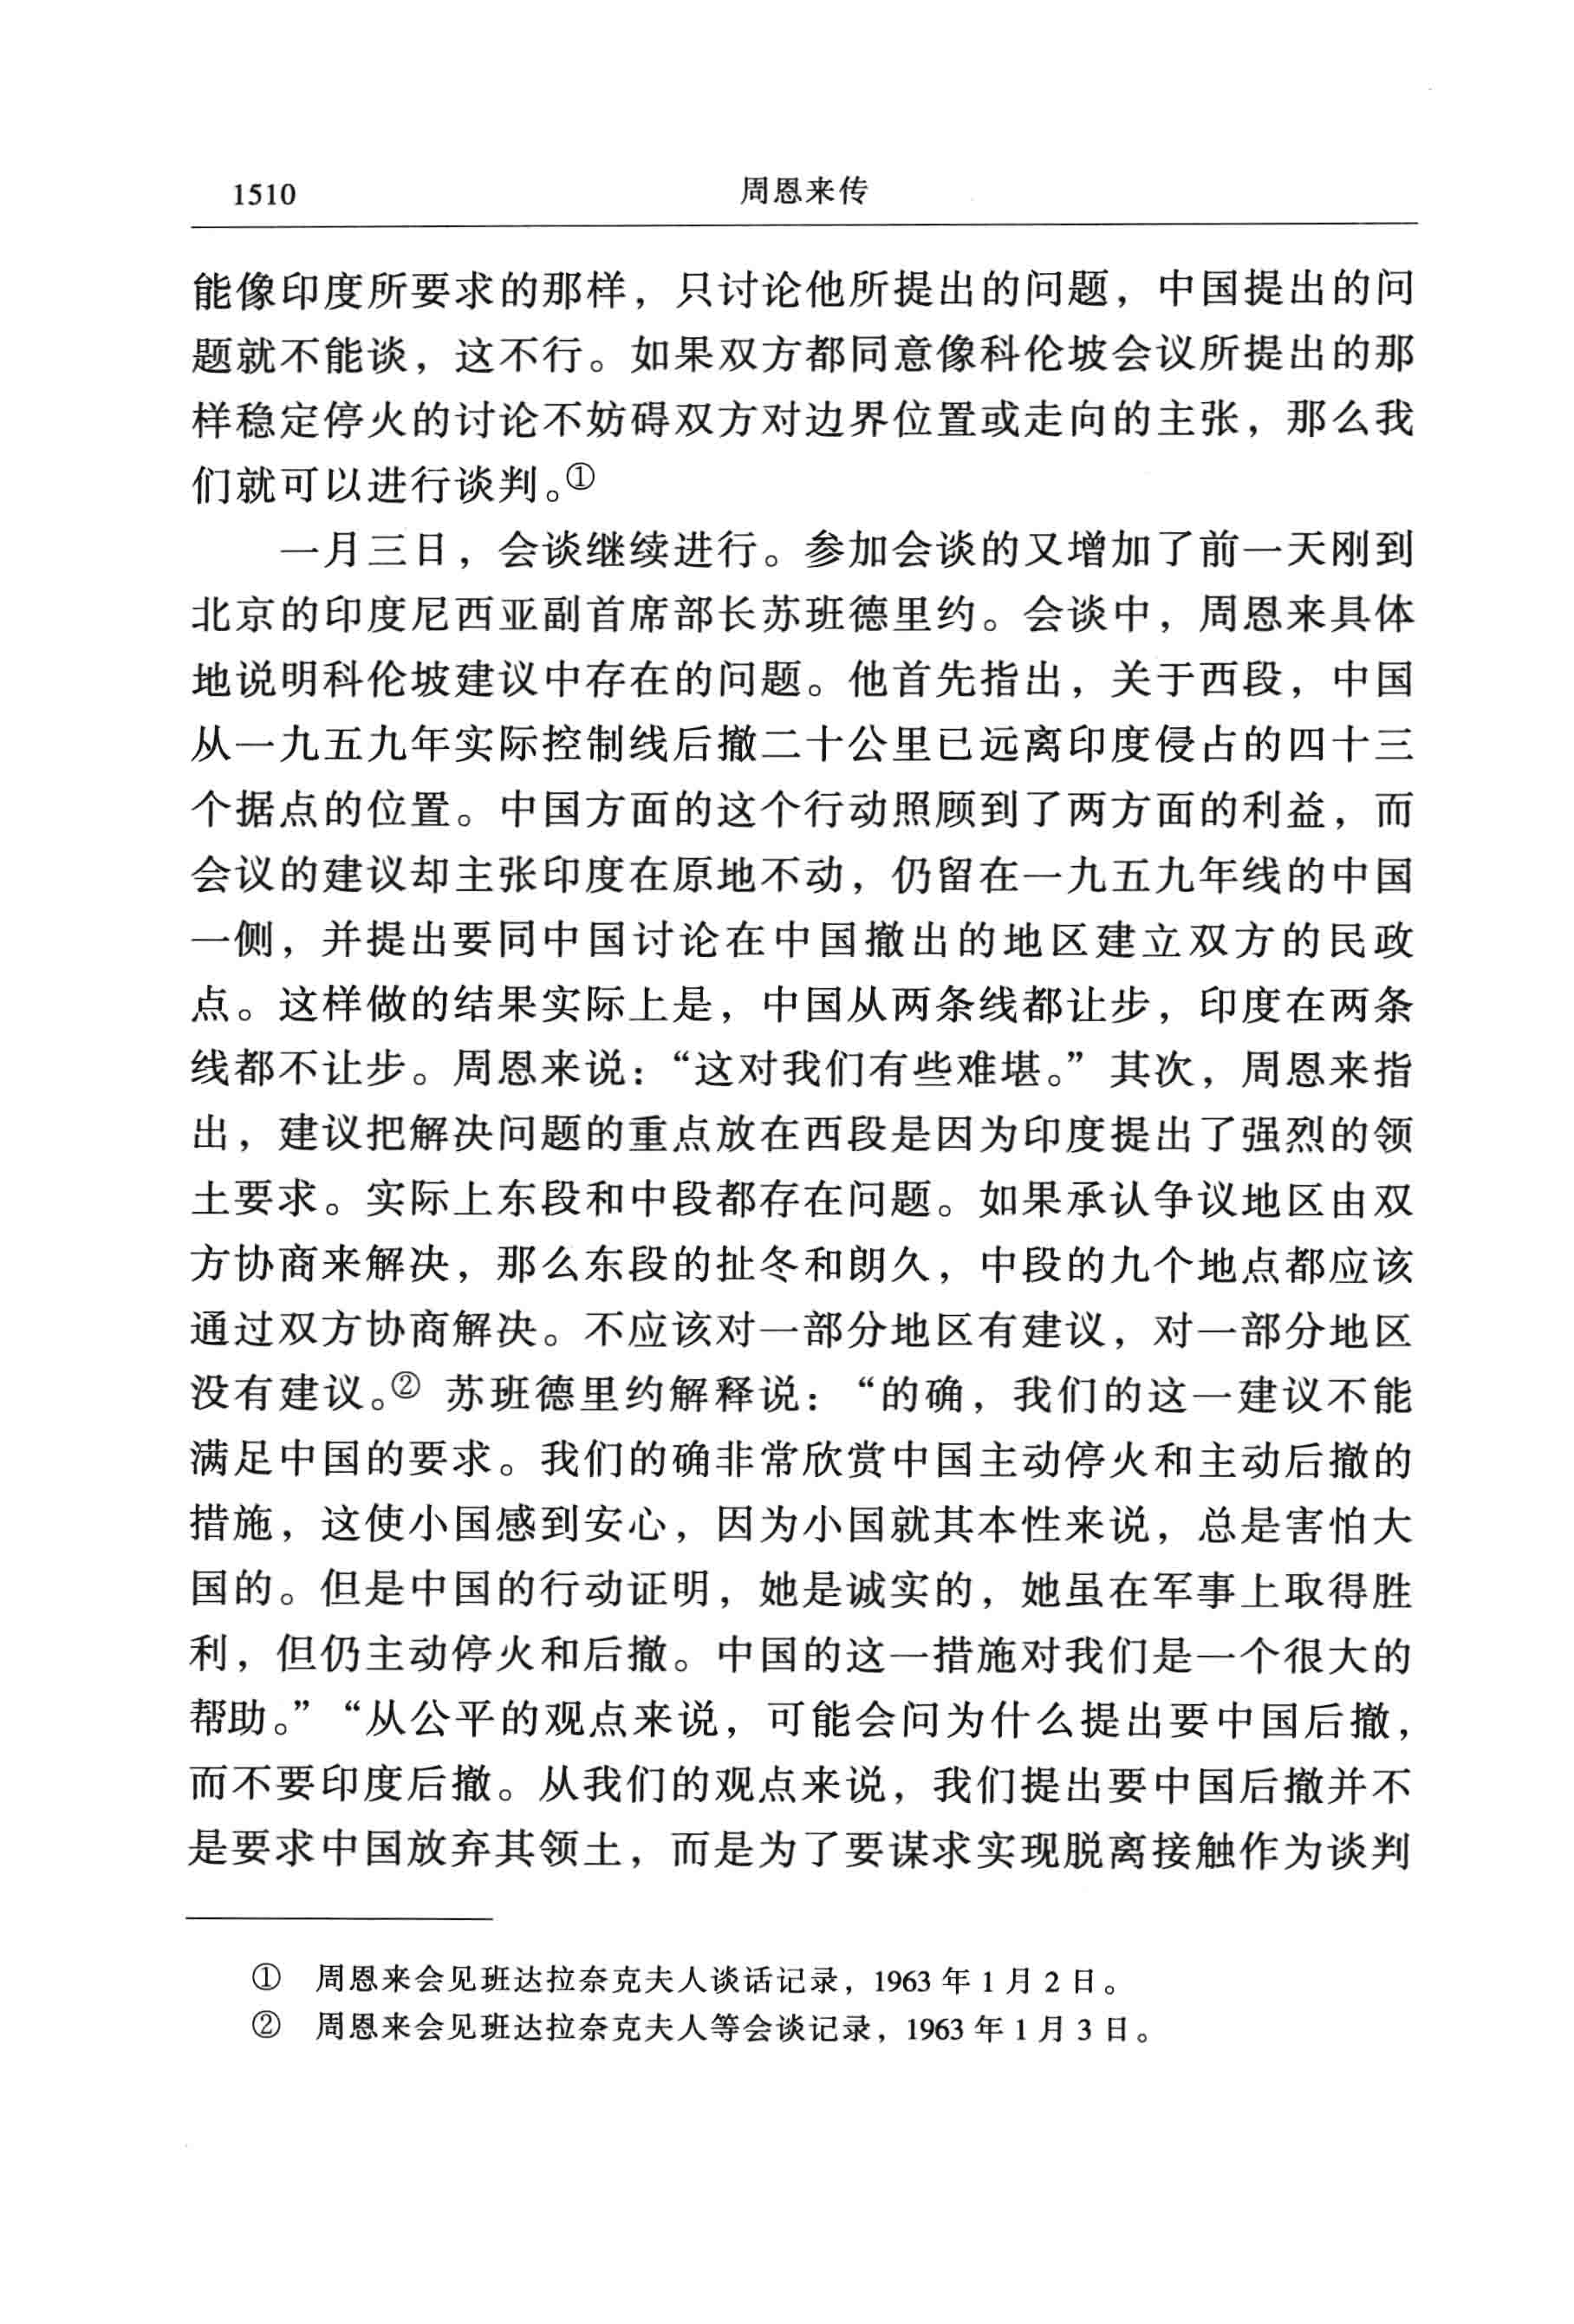 1510 周恩来传
能像印度所要求的那样，只讨论他所提出的问题，中国提出的问
题就不能谈，这不行。如果双方都同意像科伦坡会议所提出的那
样稳定停火的讨论不妨碍双方对边界位置或走向的主张，那么我
们就可以进行谈判。①
一月三日，会谈继续进行。参加会谈的又增加了前一天刚到
北京的印度尼西亚副首席部长苏班德里约。会谈中，周恩来具体
地说明科伦坡建议中存在的问题。他首先指出，关于西段，中国
从一九五九年实际控制线后撤二十公里已远离印度侵占的四十三
个据点的位置。中国方面的这个行动照顾到了两方面的利益，而
会议的建议却主张印度在原地不动，仍留在一九五九年线的中国
一侧，并提出要同中国讨论在中国撤出的地区建立双方的民政
点。这样做的结果实际上是，中国从两条线都让步，印度在两条
线都不让步。周恩来说：“这对我们有些难堪。”其次，周恩来指
出，建议把解决问题的重点放在西段是因为印度提出了强烈的领
土要求。实际上东段和中段都存在问题。如果承认争议地区由双
方协商来解决，那么东段的扯冬和朗久，中段的九个地点都应该
通过双方协商解决。不应该对一部分地区有建议，对一部分地区
没有建议。② 苏班德里约解释说：“的确，我们的这一建议不能
满足中国的要求。我们的确非常欣赏中国主动停火和主动后撤的
措施，这使小国感到安心，因为小国就其本性来说，总是害怕大
国的。但是中国的行动证明，她是诚实的，她虽在军事上取得胜
利，但仍主动停火和后撤。中国的这一措施对我们是一个很大的
帮助。”“从公平的观点来说，可能会问为什么提出要中国后撤，
而不要印度后撤。从我们的观点来说，我们提出要中国后撤并不
是要求中国放弃其领土，而是为了要谋求实现脱离接触作为谈判
① 周恩来会见班达拉奈克夫人谈话记录，1963 年 1 月 2 日。
② 周恩来会见班达拉奈克夫人等会谈记录，1963 年 1 月 3 日。